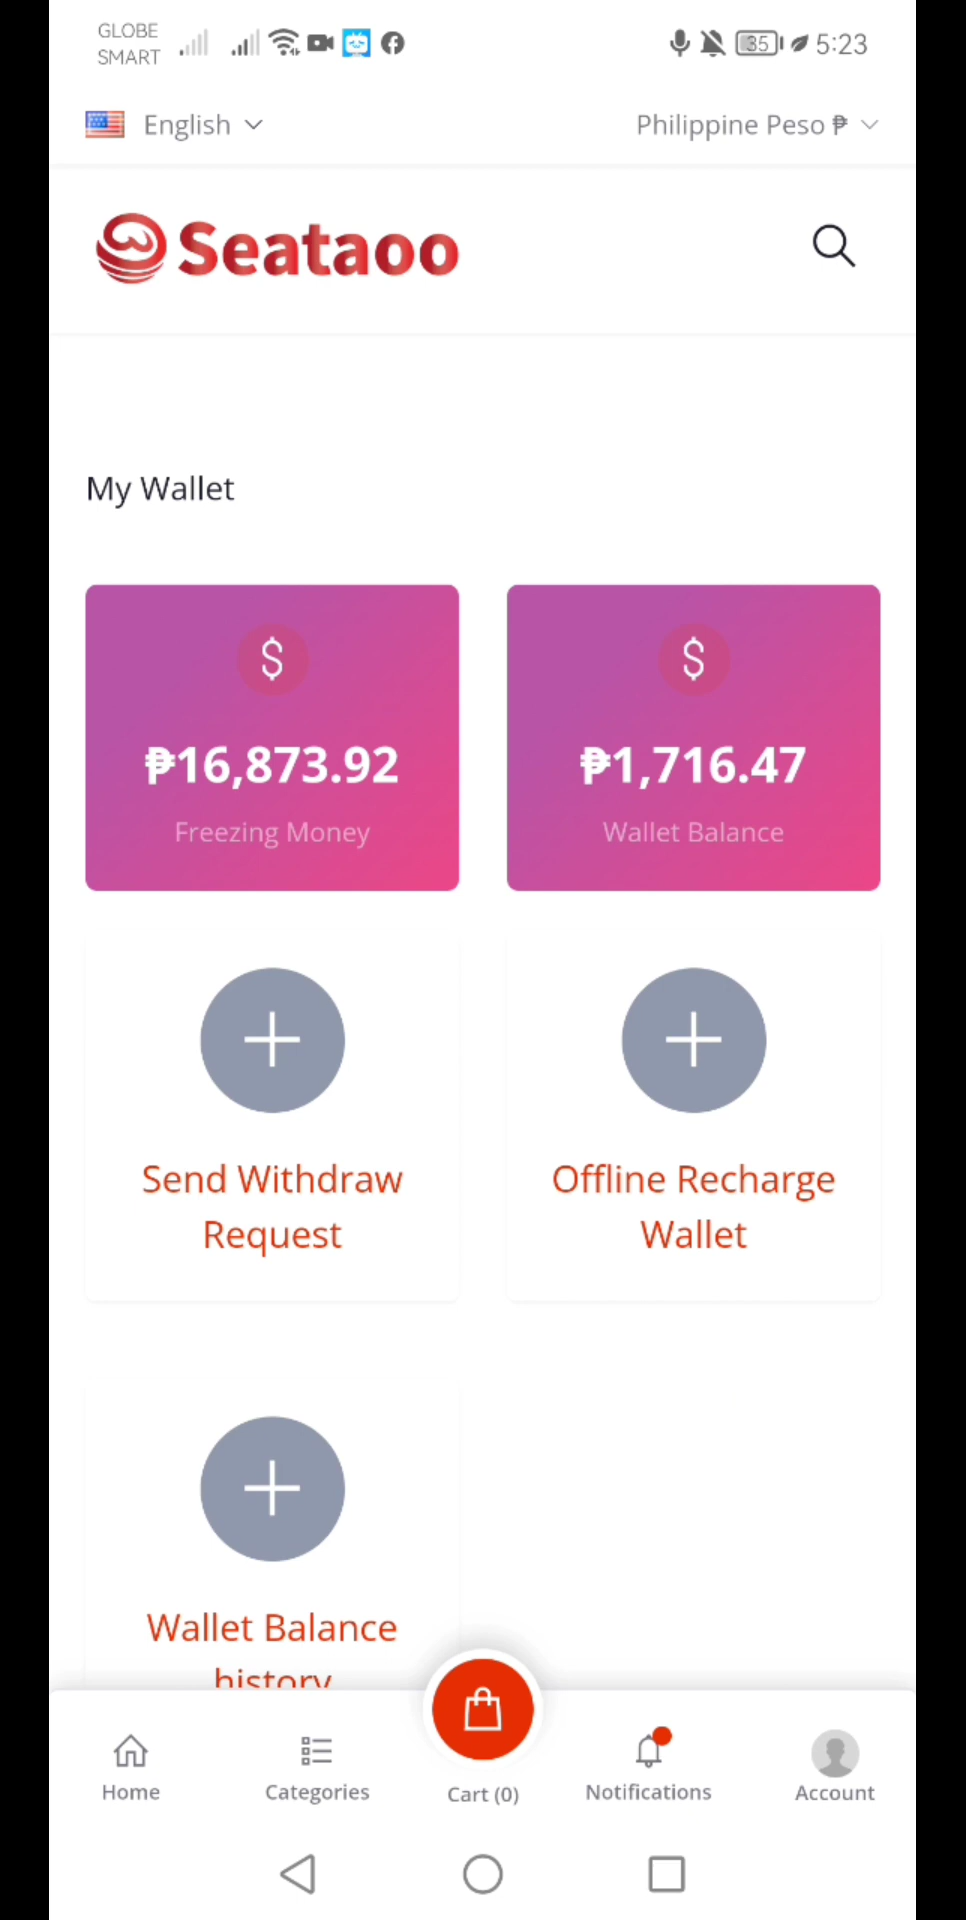 GLOBE
SMART
35
5:23
English
Philippine Peso ₱
Seataoo
My Wallet
$
$
₱16,873.92
₱1,716.47
Freezing Money
Wallet Balance
Send Withdraw
Request
Offline Recharge
Wallet
Wallet Balance
history
Home
Categories
Cart (0)
Notifications
Account